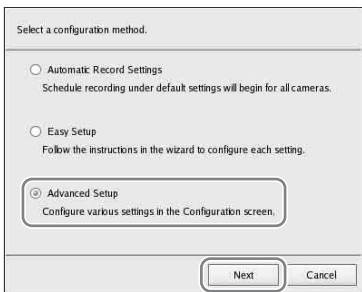 Select a configuration method.
Automatic Record Settings
Schedule recording under default settings will begin for all cameras.
Easy Setup
Follow the instructions in the wizard to configure each setting.
Advanced Setup
Configure various settings in the Configuration screen.
Next Cancel